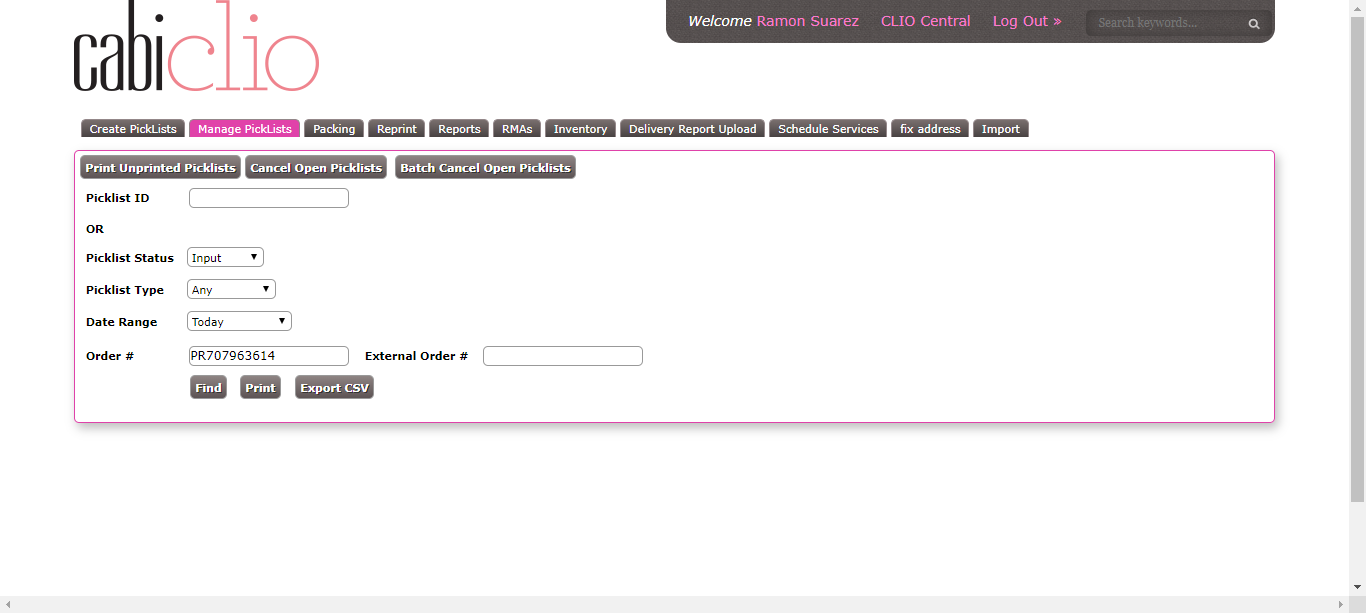 cabiclio
Welcome Ramon Suarez CLIO Central Log Out » Search keywords...
Create PickLists Manage PickLists Packing Reprint Reports RMAs Inventory Delivery Report Upload Schedule Services fix address Import
Print Unprinted Picklists Cancel Open Picklists Batch Cancel Open Picklists
Picklist ID
OR
Picklist Status Input
Picklist Type Any
Date Range Today
Order # PR707963614 External Order #
Find Print Export CSV